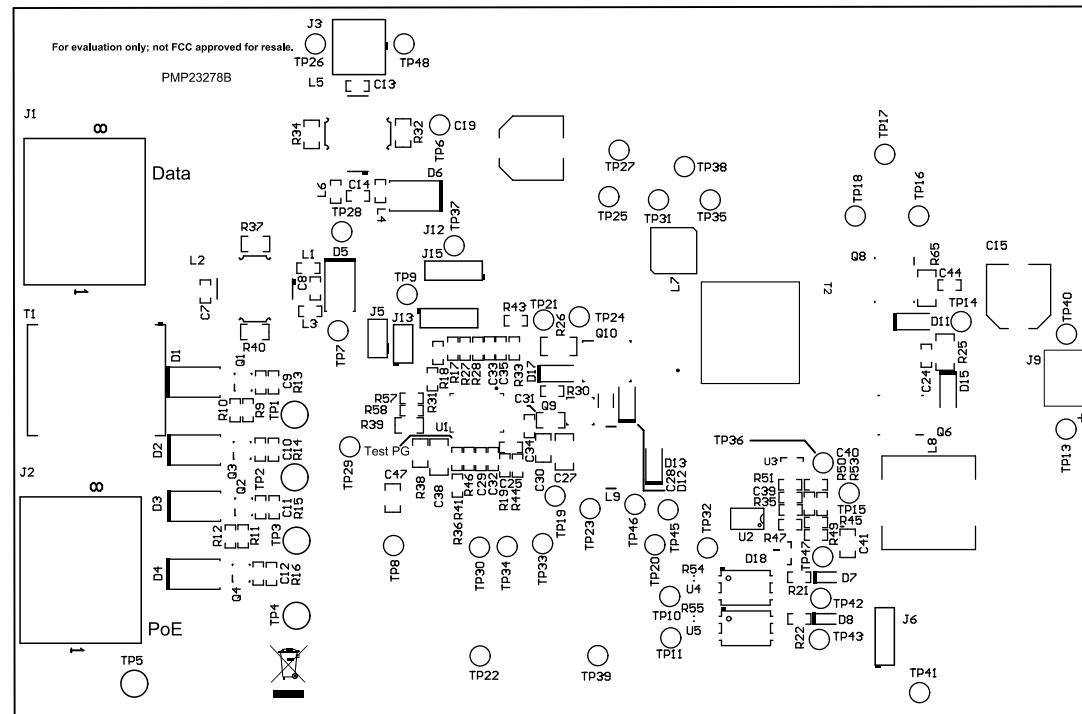 For evaluation only; not FCC approved for resale.
PMP23278B
J3
TP26
TP48
L5
C13
J1
8
Data
1
R34
R32
C19
TP6
TP27
TP38
TP17
TP25
TP31
TP35
TP18
TP16
L6
C14
D6
L4
TP28
TP37
J12
R37
L1
D5
J15
L2
C8
C7
L3
TP9
L7
T2
Q8
R65
C44
C15
T1
R40
TP7
J5
J13
R43
TP21
TP24
R26
Q10
D11
TP14
TP40
D1
Q1
C9
R13
R18
R17
R27
R28
C33
C35
R33
D17
R30
C24
R25
D15
J9
R10
R9
TP1
R57
R58
R39
R31
U1
C31
Q9
Test PG
TP29
D2
Q3
C10
R14
TP2
Q2
C34
TP36
Q6
L8
TP13
+
J2
8
C47
R38
C38
R41
R46
C29
C32
R19
C25
R44
C30
C27
L9
D13
C28
D12
U3
C40
R50
R53
R51
C39
R35
D3
C11
R15
R12
R11
TP3
R36
TP19
TP23
TP46
TP45
TP32
U2
R47
TP15
R45
R49
C41
D4
Q4
C12
R16
TP4
TP8
TP30
TP34
TP33
TP20
D18
TP47
R54
U4
R21
D7
TP42
TP10
R55
U5
R22
D8
TP43
J6
PoE
1
TP5
TP22
TP39
TP11
TP41